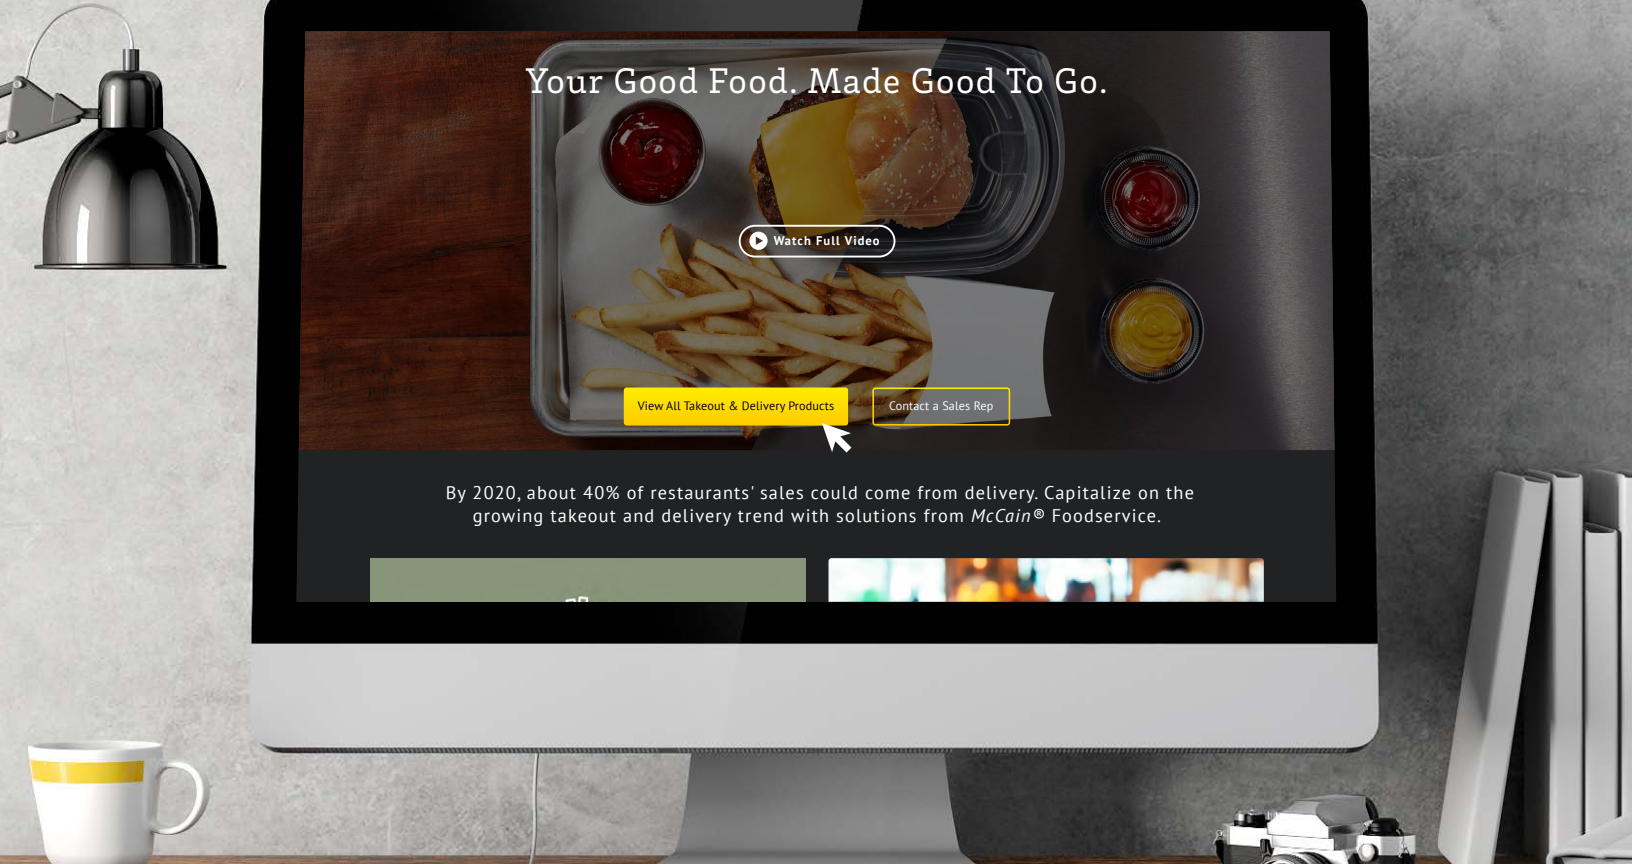 Your Good Food. Made Good To Go.
Watch Full Video
View All Takeout & Delivery Products
Contact a Sales Rep
By 2020, about 40% of restaurants' sales could come from delivery. Capitalize on the
growing takeout and delivery trend with solutions from McCain® Foodservice.